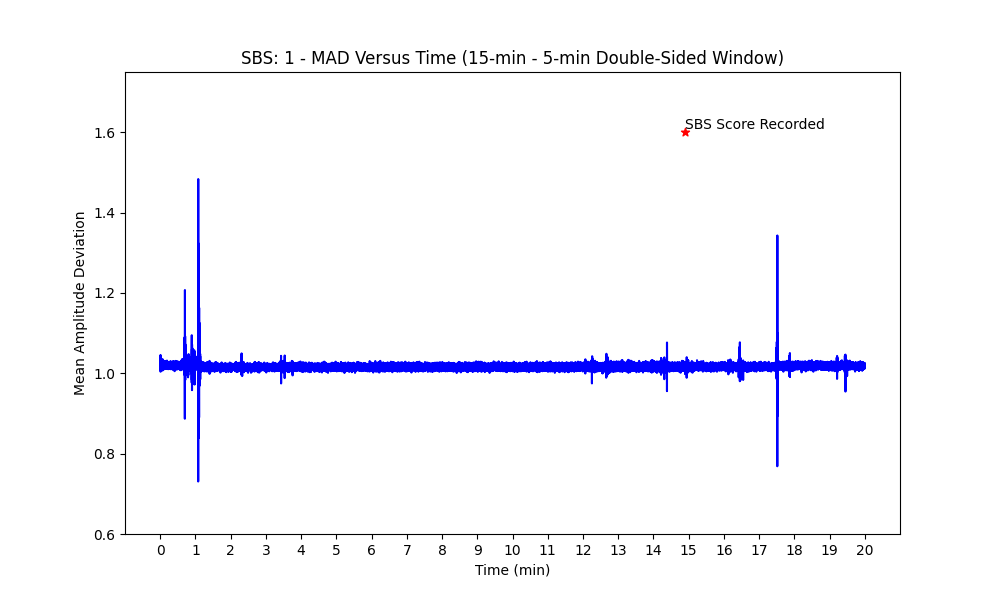 SBS: 1 - MAD Versus Time (15-min - 5-min Double-Sided Window)
SBS Score Recorded
Mean Amplitude Deviation
1.6
1.4
1.2
1.0
0.8
0.6
0 1 2 3 4 5 6 7 8 9 10 11 12 13 14 15 16 17 18 19 20
Time (min)